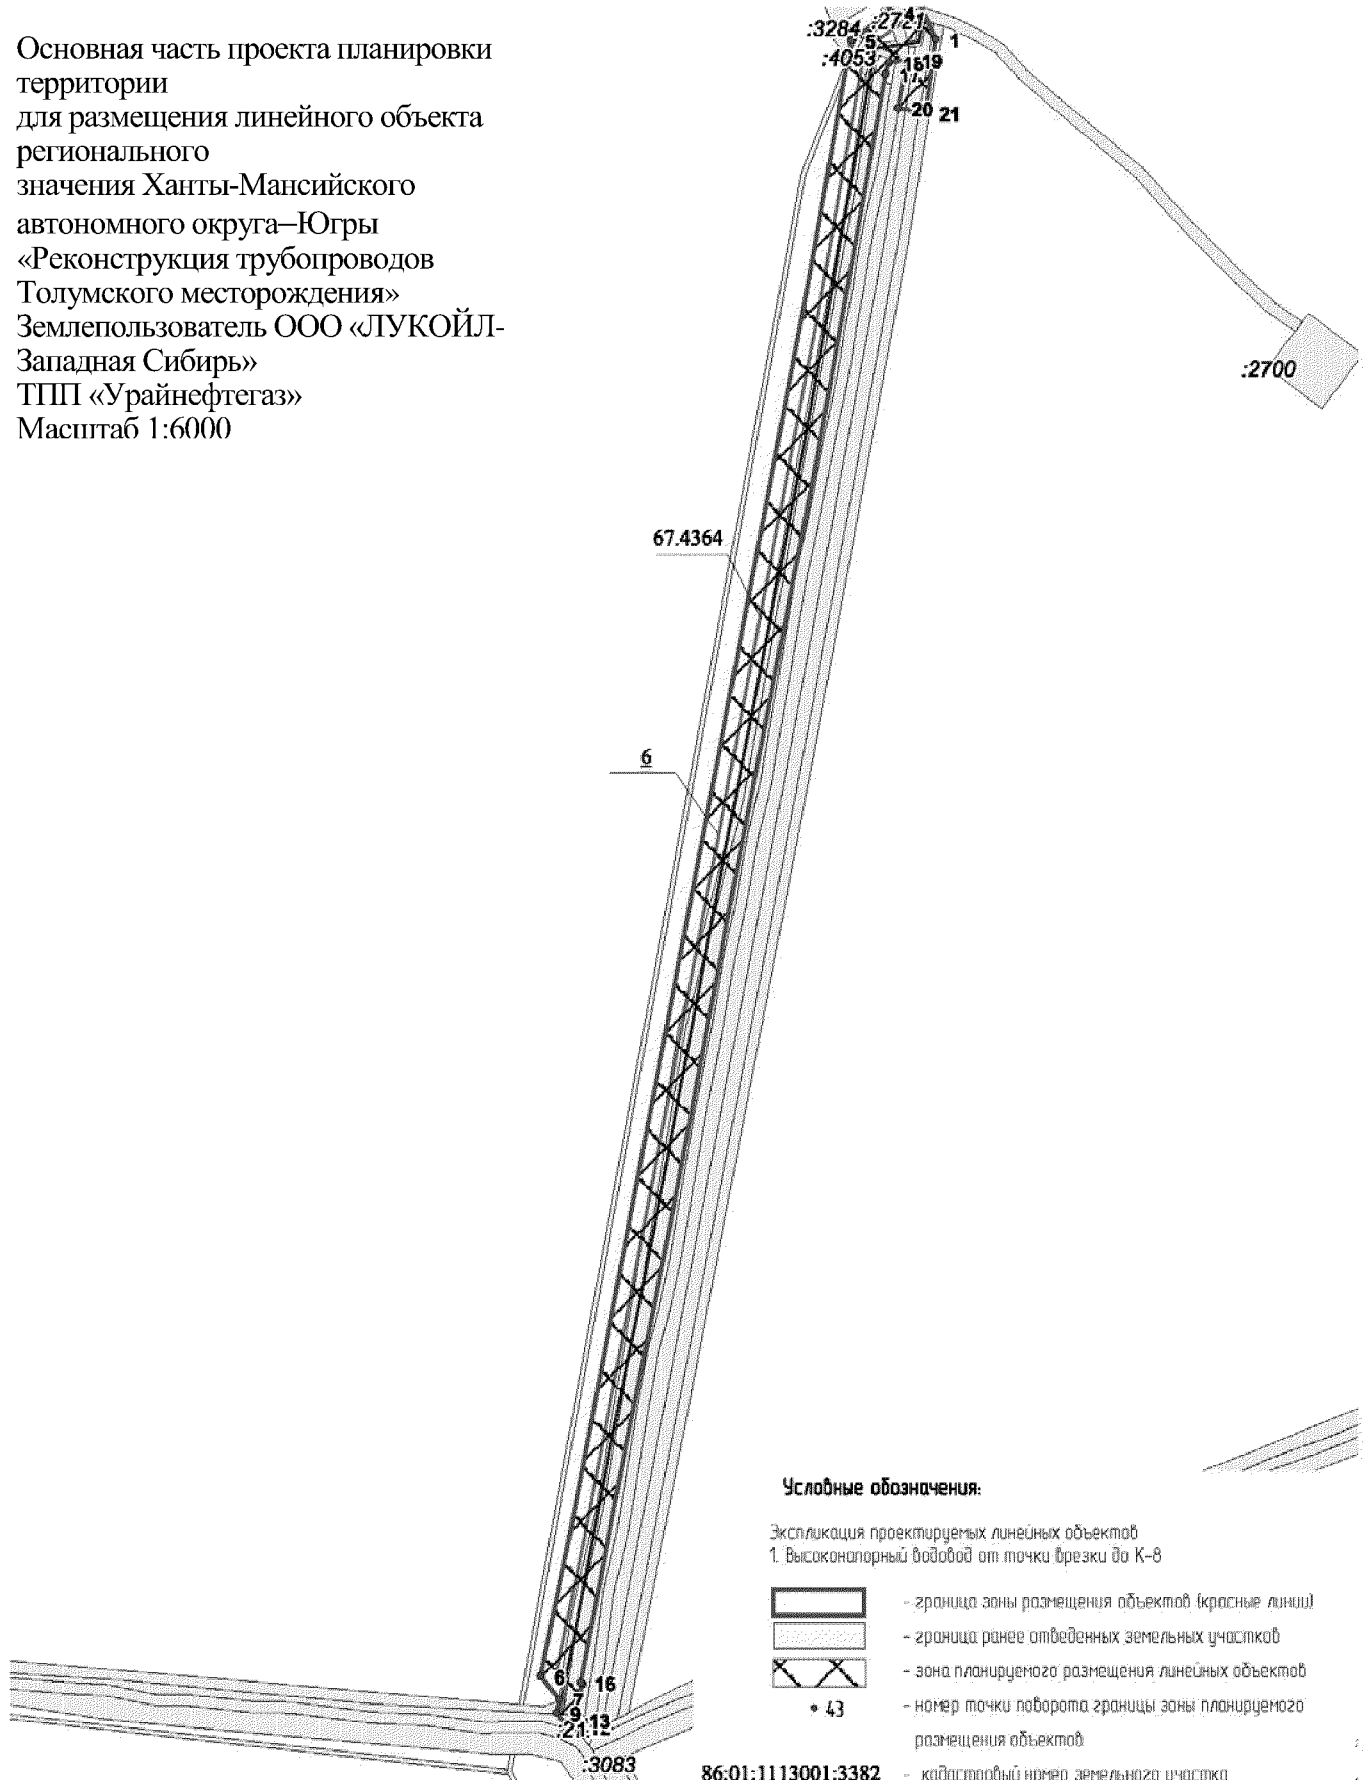 Основная часть проекта планировки
территории
для размещения линейного объекта
регионального
значения Ханты-Мансийского
автономного округа–Югры
«Реконструкция трубопроводов
Толумского месторождения»
Землепользователь ООО «ЛУКОЙЛ-
Западная Сибирь»
ТПП «Урайнефтегаз»
Масштаб 1:6000
:3284
4
5
1
:4053
19
17
20
21
:2700
67.4364
6
Условные обозначения:
Экспликация проектируемых линейных объектов
1. Высоконапорный водовод от точки врезки до К-8
- граница зоны размещения объектов (красные линии)
- граница ранее отведенных земельных участков
- зона планируемого размещения линейных объектов
43 - номер точки поворота границы зоны планируемого
размещения объектов
86:01:1113001:3382 - кадастровый номер земельного участка
6
16
7
9
13
:3083